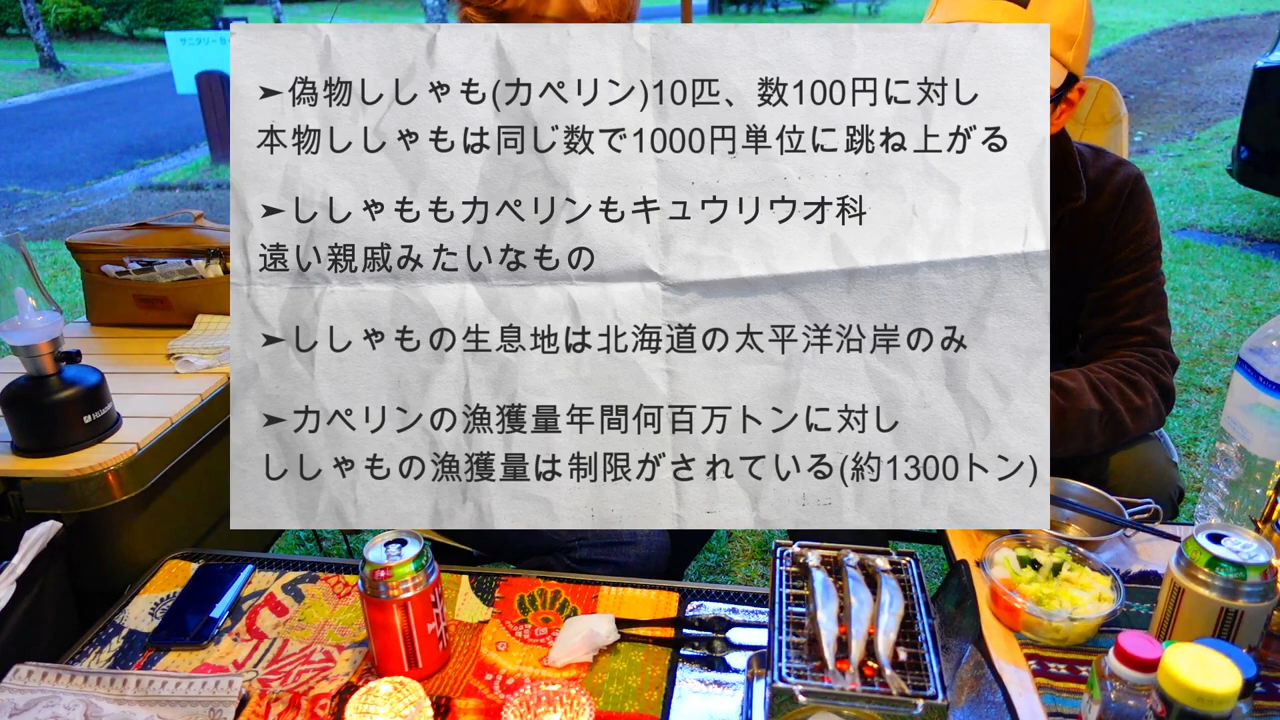 サニタリー
➤偽物ししゃも(カペリン)10匹、数100円に対し
本物ししゃもは同じ数で1000円単位に跳ね上がる
➤ししゃももカペリンもキュウリウオ科
遠い親戚みたいなもの
➤ししゃもの生息地は北海道の太平洋沿岸のみ
➤カペリンの漁獲量年間何百万トンに対し
ししゃもの漁獲量は制限がされている(約1300トン)